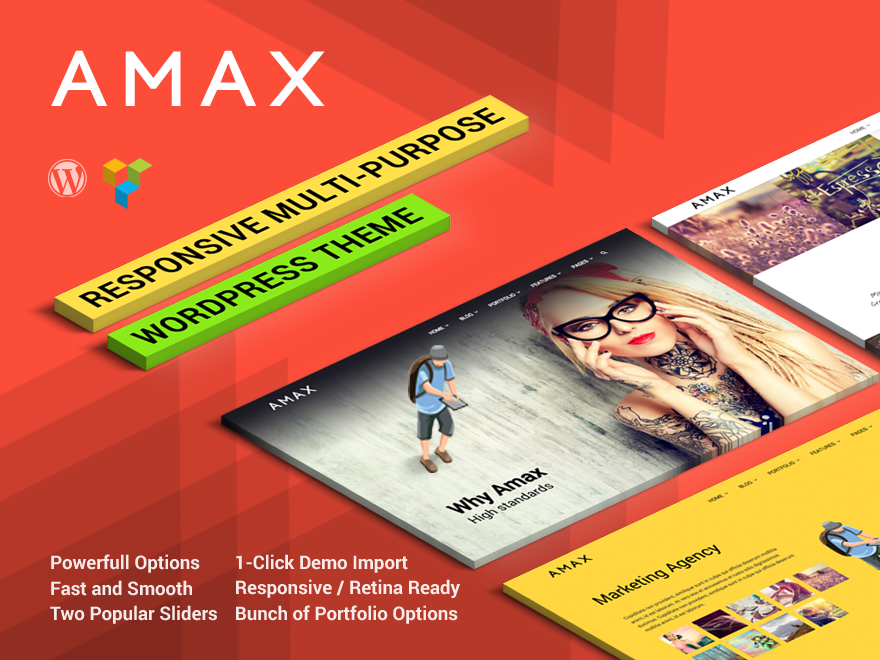 AMAX
RESPONSIVE MULTI-PURPOSE
WORDPRESS THEME
HOME
AMAX
Espresso
HOME
BLOG
PORTFOLIO
FEATURES
PAGES
AMAX
Why Amax
High standards
HOME
BLOG
PORTFOLIO
FEATURES
PAGES
AMAX
Marketing Agency
Powerfull Options
Fast and Smooth
Two Popular Sliders
1-Click Demo Import
Responsive / Retina Ready
Bunch of Portfolio Options